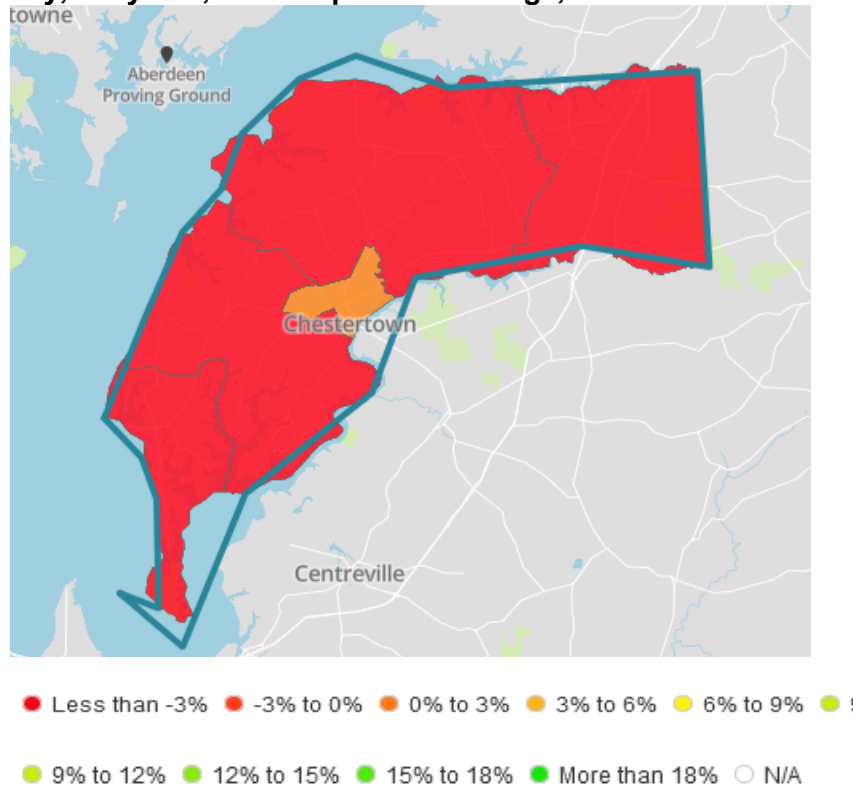 towne
Aberdeen
Proving Ground
Chestertown
Centreville
Less than -3% -3% to 0% 0% to 3% 3% to 6% 6% to 9%
9% to 12% 12% to 15% 15% to 18% More than 18% N/A